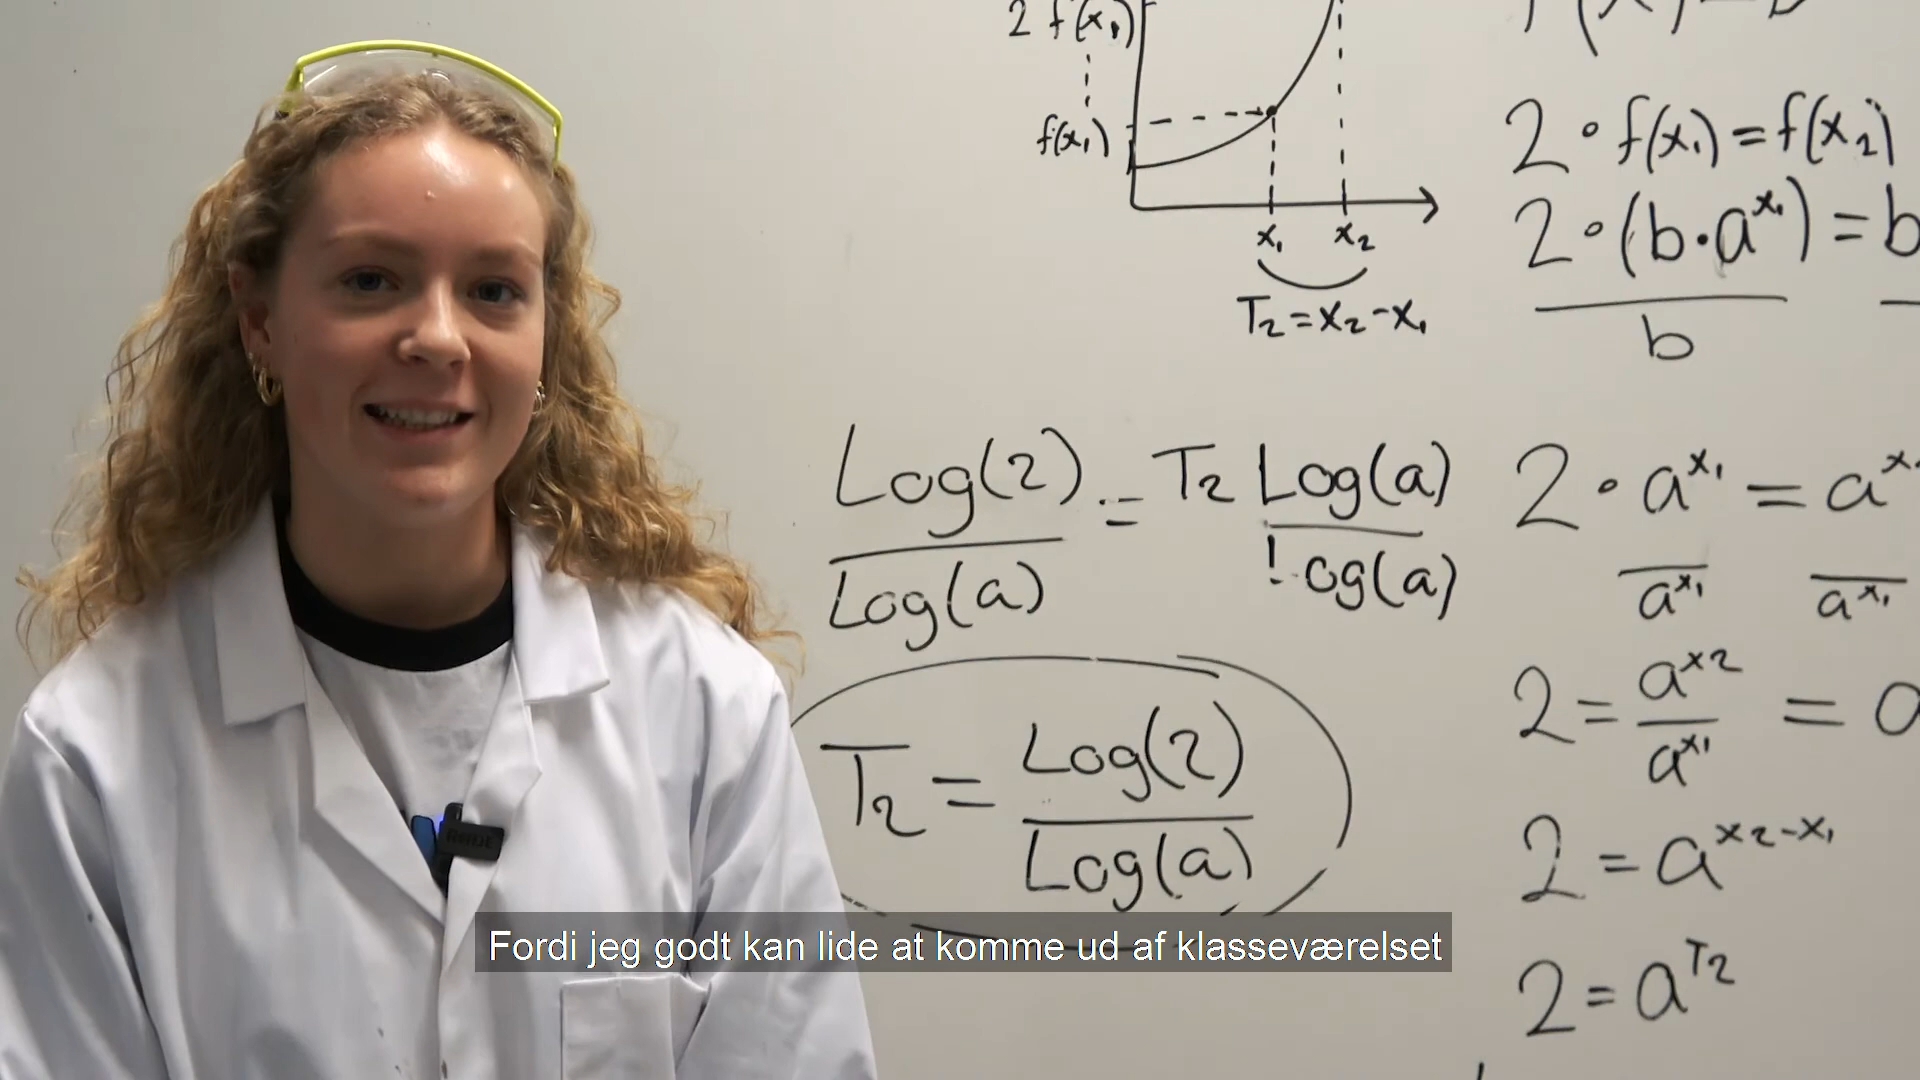 2 f(x₁)
f(x₁)
x₁ x₂
T₂=x₂-x₁
2∘f(x₁)=f(x₂)
2∘(b·a^x₁)=b
b
Log(2) = T₂ Log(a)
Log(a) Log(a)
2·a^x₁=a^x
a^x₁ a^x₁
T₂=Log(2)
Log(a)
2=a^x2 = a
a^x₁
2=a^x2-x₁
2=a^T2
RØDE
Fordi jeg godt kan lide at komme ud af klasseværelset